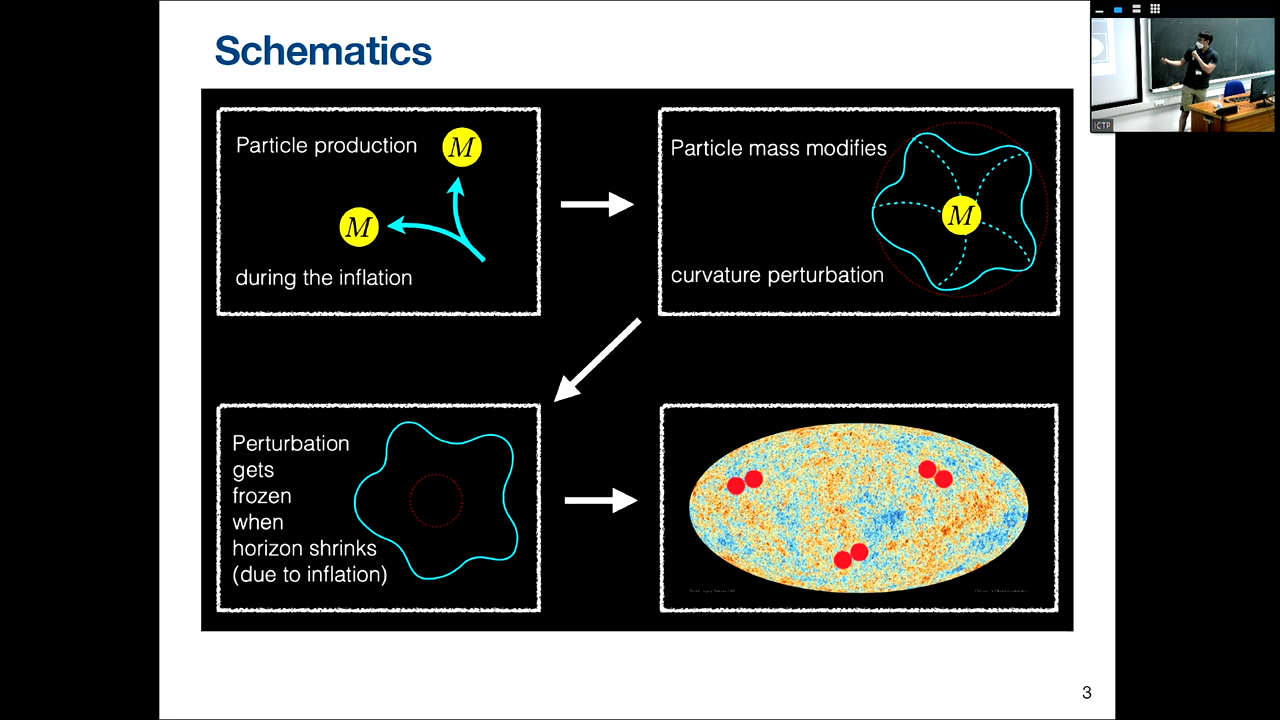 Schematics
Particle production
M
M
during the inflation
Particle mass modifies
M
curvature perturbation
Perturbation
gets
frozen
when
horizon shrinks
(due to inflation)
3
ICTP